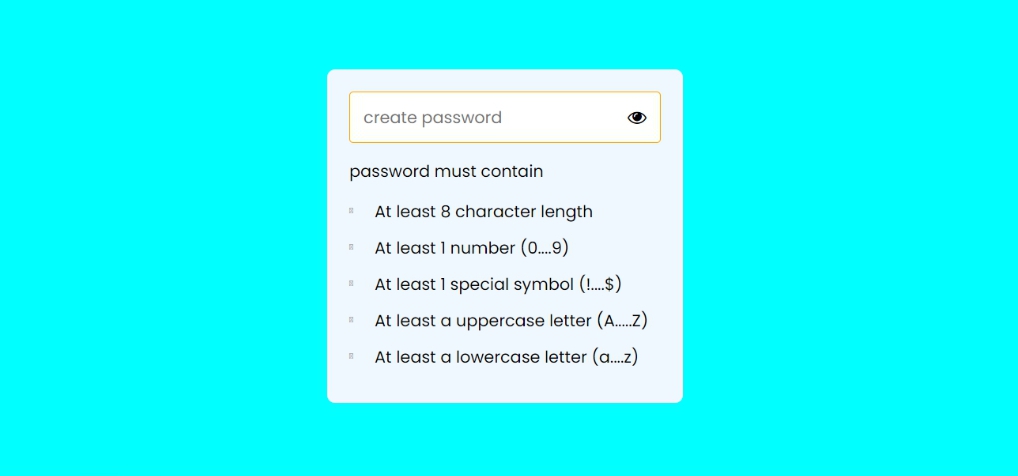 create password
password must contain
At least 8 character length
At least 1 number (0....9)
At least 1 special symbol (!....$)
At least a uppercase letter (A.....Z)
At least a lowercase letter (a....z)